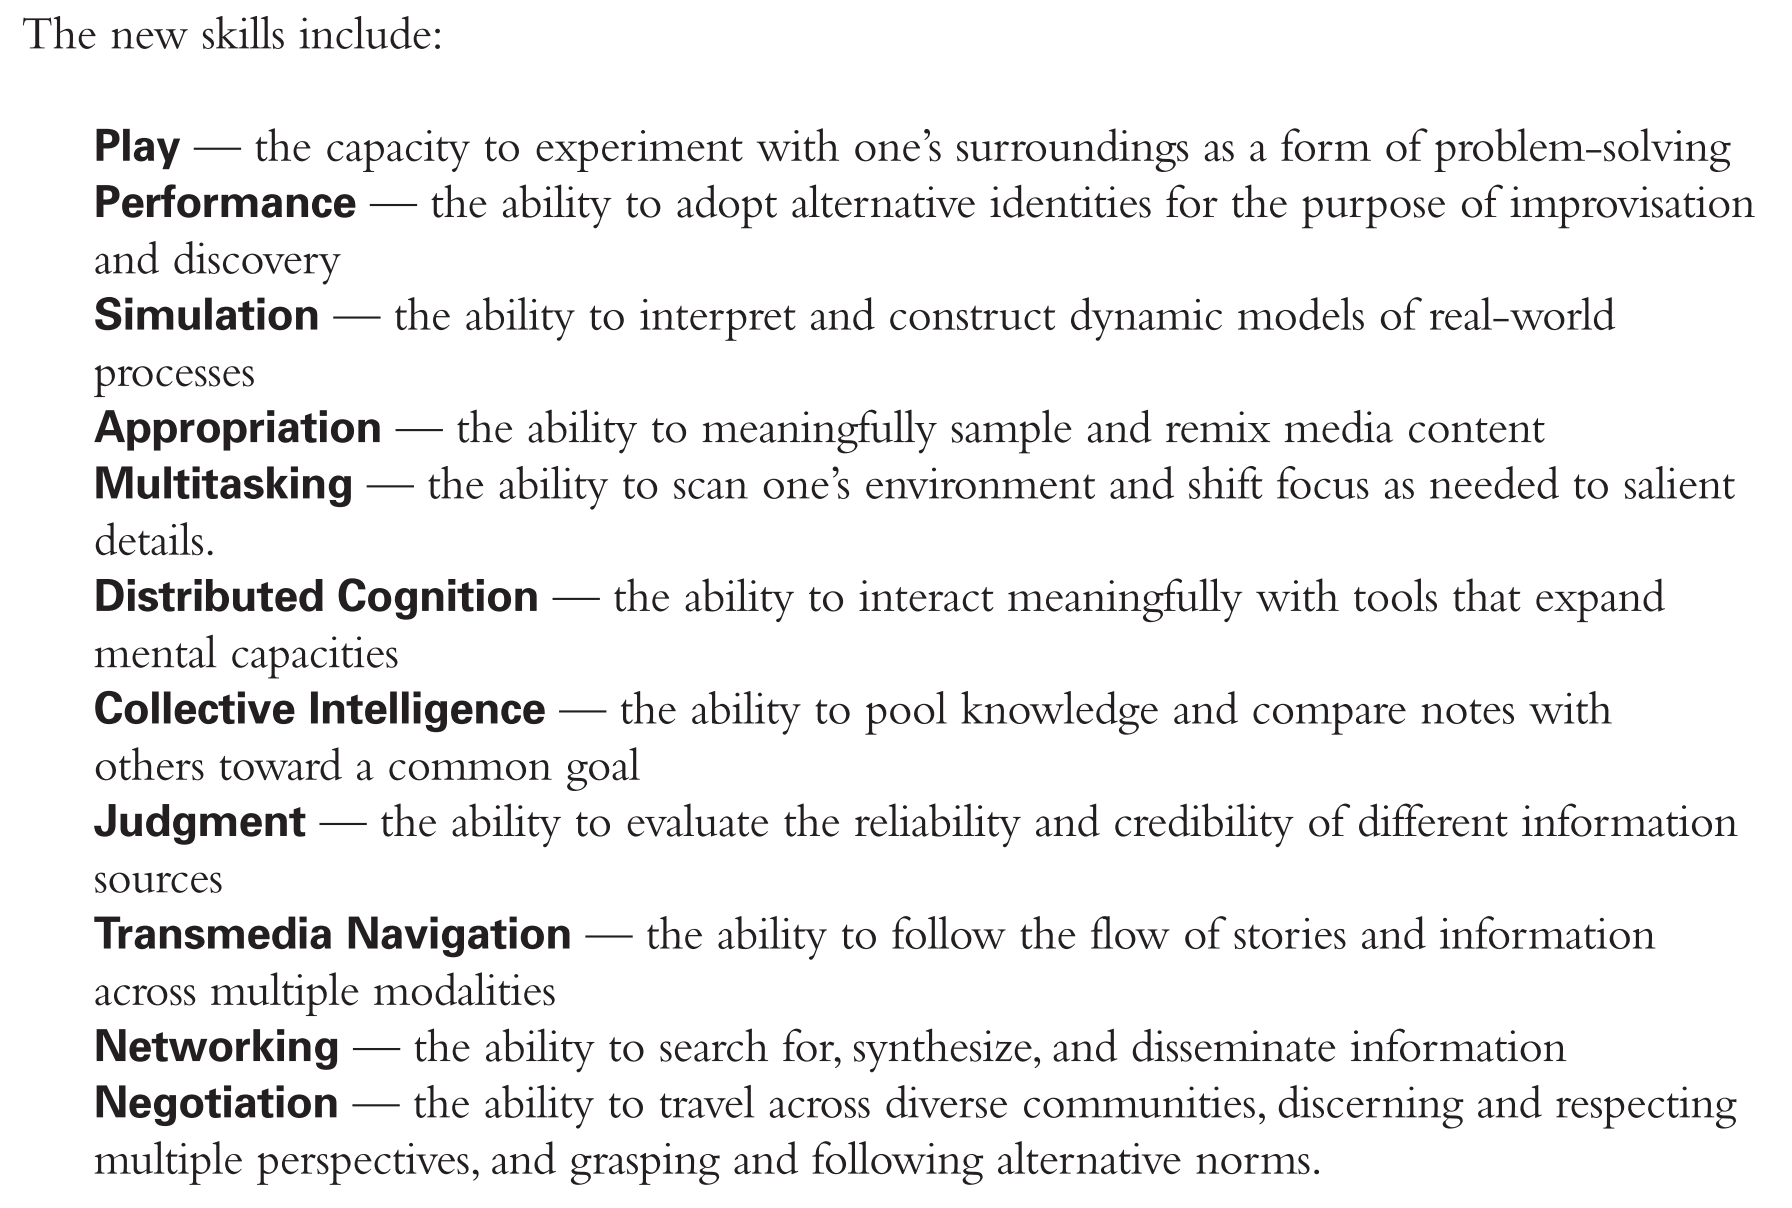 The new skills include:
Play — the capacity to experiment with one’s surroundings as a form of problem-solving
Performance — the ability to adopt alternative identities for the purpose of improvisation
and discovery
Simulation — the ability to interpret and construct dynamic models of real-world
processes
Appropriation — the ability to meaningfully sample and remix media content
Multitasking — the ability to scan one’s environment and shift focus as needed to salient
details.
Distributed Cognition — the ability to interact meaningfully with tools that expand
mental capacities
Collective Intelligence — the ability to pool knowledge and compare notes with
others toward a common goal
Judgment — the ability to evaluate the reliability and credibility of different information
sources
Transmedia Navigation — the ability to follow the flow of stories and information
across multiple modalities
Networking — the ability to search for, synthesize, and disseminate information
Negotiation — the ability to travel across diverse communities, discerning and respecting
multiple perspectives, and grasping and following alternative norms.